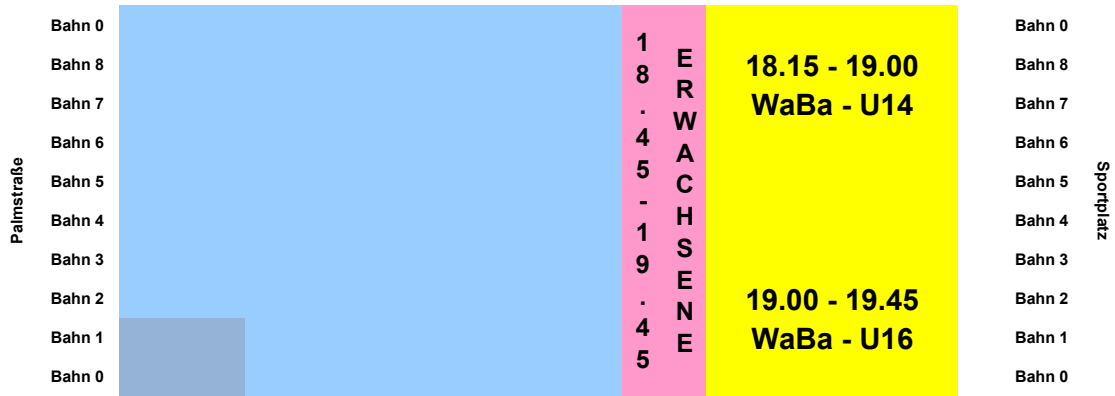 Palmstraße
Bahn 0
Bahn 8
Bahn 7
Bahn 6
Bahn 5
Bahn 4
Bahn 3
Bahn 2
Bahn 1
Bahn 0
18.45-19.45
ERWACHSENE
18.15 - 19.00
WaBa - U14
19.00 - 19.45
WaBa - U16
Bahn 0
Bahn 8
Bahn 7
Bahn 6
Bahn 5
Bahn 4
Bahn 3
Bahn 2
Bahn 1
Bahn 0
Sportplatz